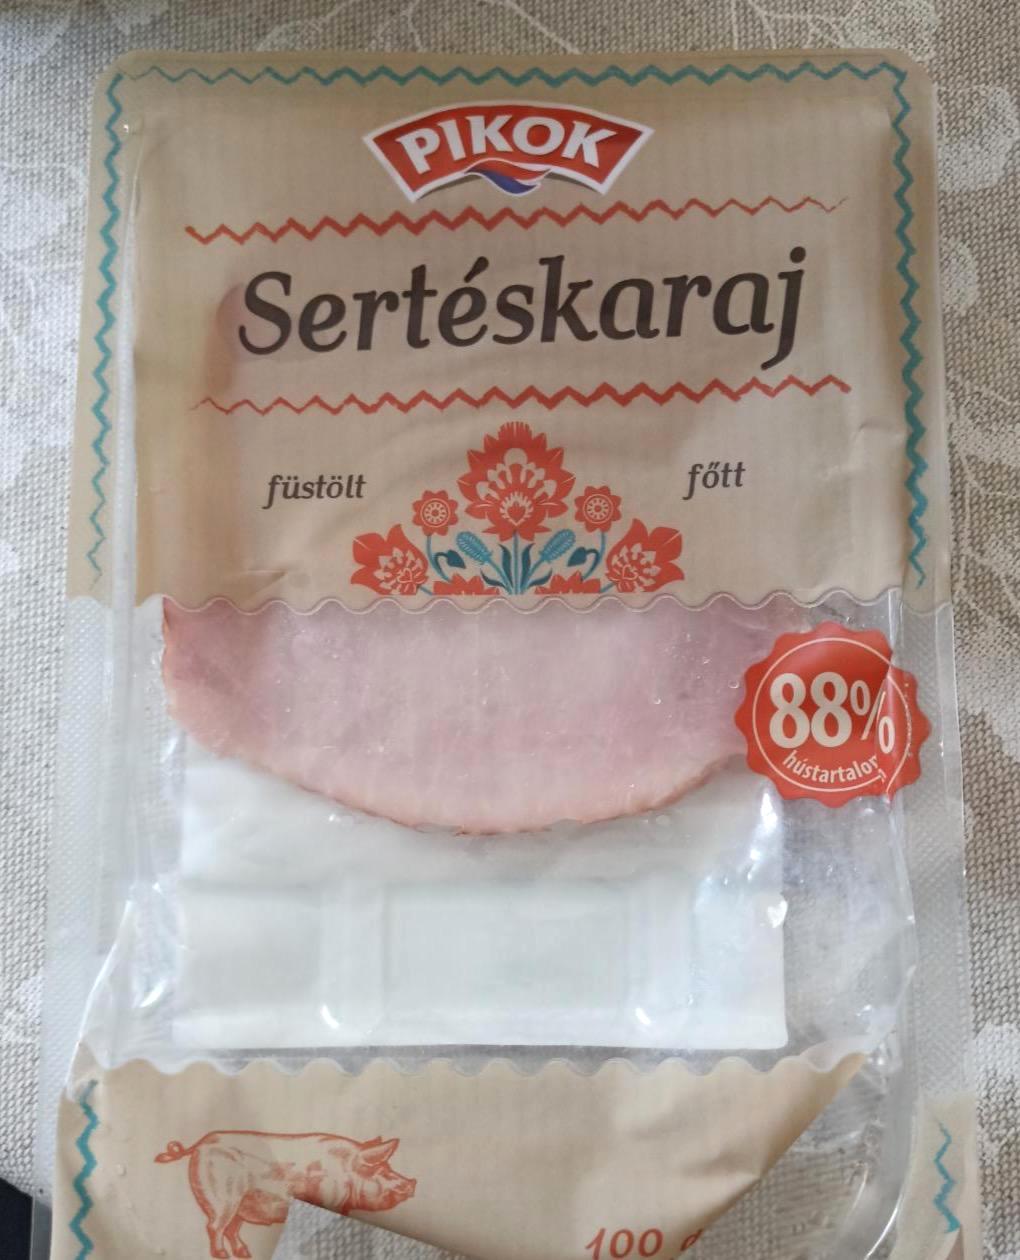 PIKOK
Sertéskaraj
füstölt
főtt
88%
hústartalom
100